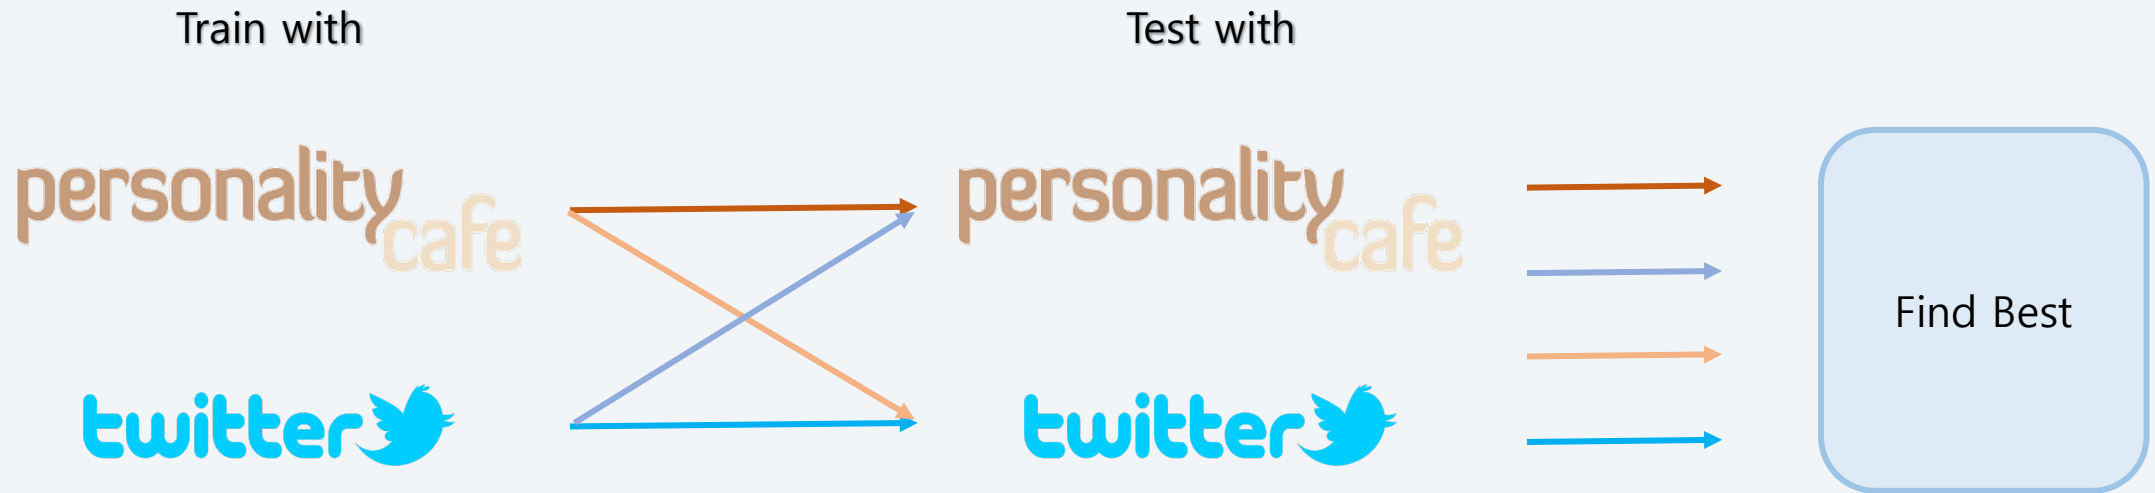 Train with
Test with
personality
cafe
personality
cafe
Find Best
twitter
twitter